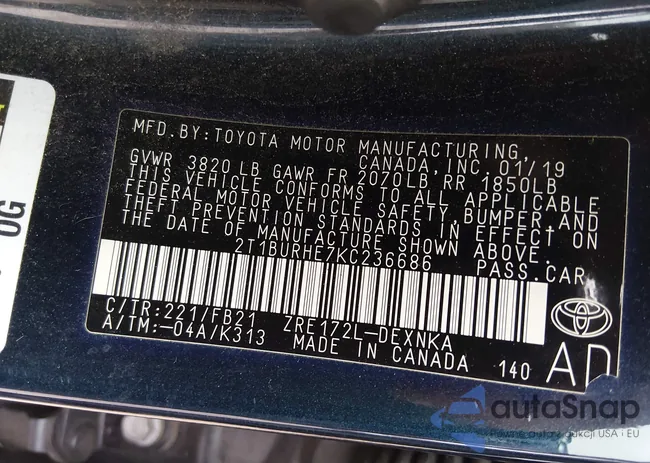 MFD. BY: TOYOTA MOTOR MANUFACTURING,
CANADA, INC. 01/19
GVWR 3820 LB GAWR FR 2070LB RR 1850LB
THIS VEHICLE CONFORMS TO ALL APPLICABLE
FEDERAL MOTOR VEHICLE SAFETY, BUMPER AND
THEFT PREVENTION STANDARDS IN EFFECT ON
THE DATE OF MANUFACTURE SHOWN ABOVE.
2T1BURHE7KC236686 PASS. CAR
C/TR: 221/FB21 ZRE172L-DEXNKA
A/TM: -04A/K313 MADE IN CANADA 140 AD
OG
autoSnap
USA - EU